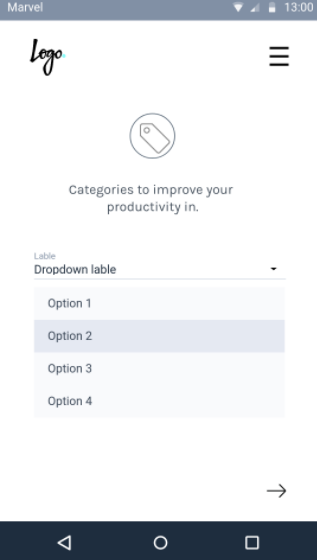 Marvel
13:00
Logo
Categories to improve your
productivity in.
Lable
Dropdown lable
Option 1
Option 2
Option 3
Option 4